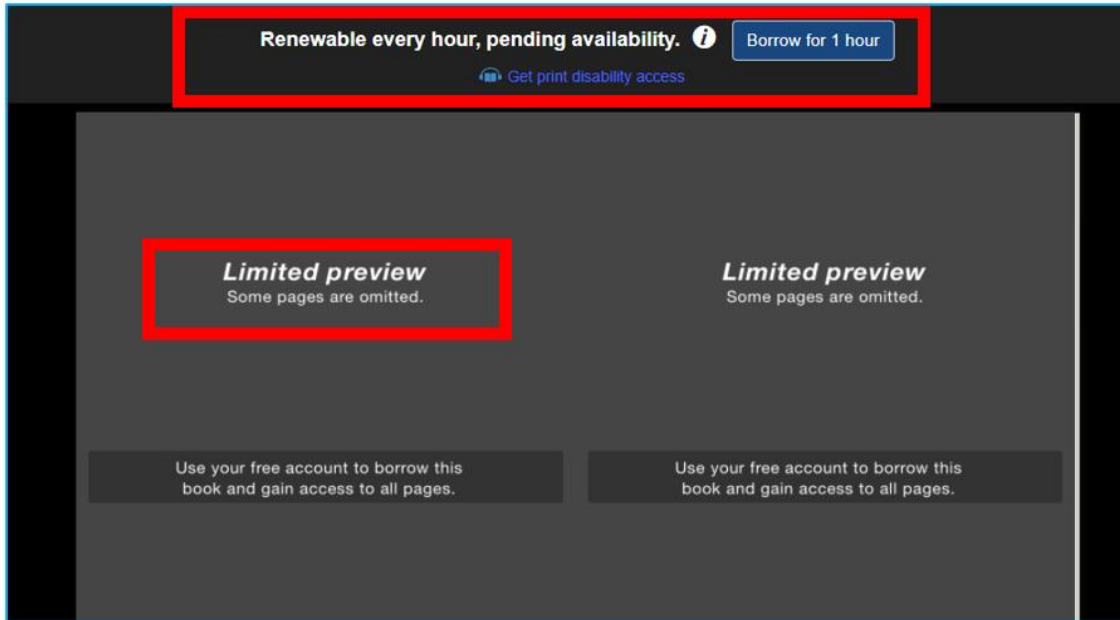 Renewable every hour, pending availability. i Borrow for 1 hour
Get print disability access
Limited preview
Some pages are omitted.
Limited preview
Some pages are omitted.
Use your free account to borrow this
book and gain access to all pages.
Use your free account to borrow this
book and gain access to all pages.